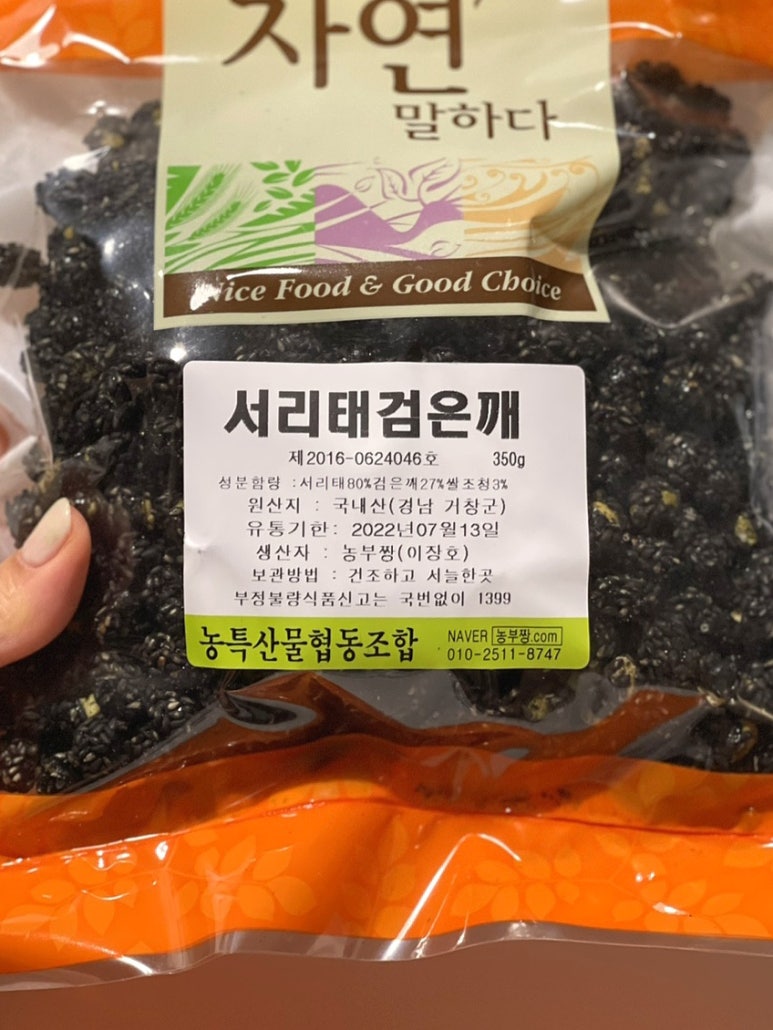 자연
말하다
Nice Food & Good Choice
서리태검은깨
제2016-0624046호 350g
성분함량 :서리태80%검은깨27%쌀조청3%
원산지 : 국내산(경남 거창군)
유통기한: 2022년07월13일
생산자 : 농부짱(이장호)
보관방법 : 건조하고 서늘한곳
부정불량식품신고는 국번없이 1399
농특산물협동조합
NAVER 농부짱.com
010-2511-8747